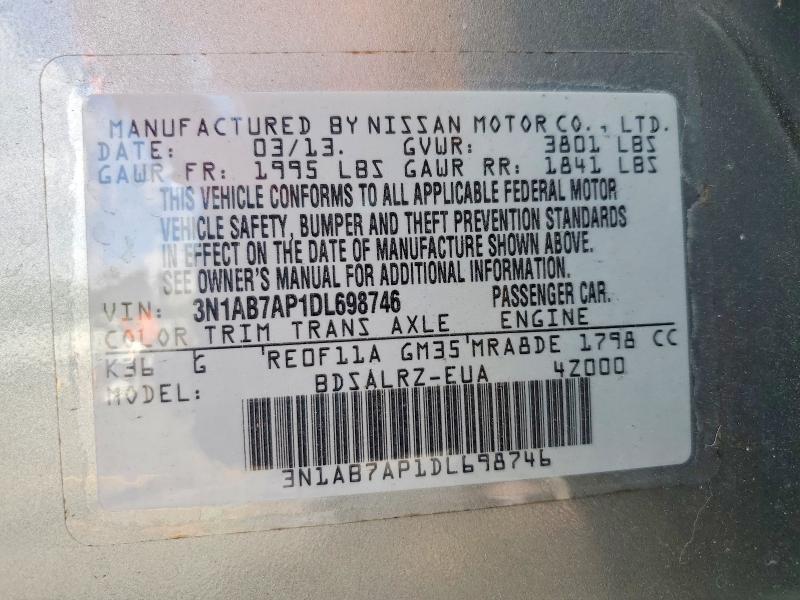 MANUFACTURED BY NISSAN MOTOR CO., LTD.
DATE: 03/13. GVWR: 3801 LBS
GAWR FR: 1995 LBS GAWR RR: 1841 LBS
THIS VEHICLE CONFORMS TO ALL APPLICABLE FEDERAL MOTOR
VEHICLE SAFETY, BUMPER AND THEFT PREVENTION STANDARDS
IN EFFECT ON THE DATE OF MANUFACTURE SHOWN ABOVE.
SEE OWNER'S MANUAL FOR ADDITIONAL INFORMATION.
VIN: 3N1AB7AP1DL698746 PASSENGER CAR.
COLOR TRIM TRANS AXLE ENGINE
K36 G RE0F11A GM35 MRA8DE 1798 CC
MODEL: BDSALRZ-EUA 4Z000
3N1AB7AP1DL698746